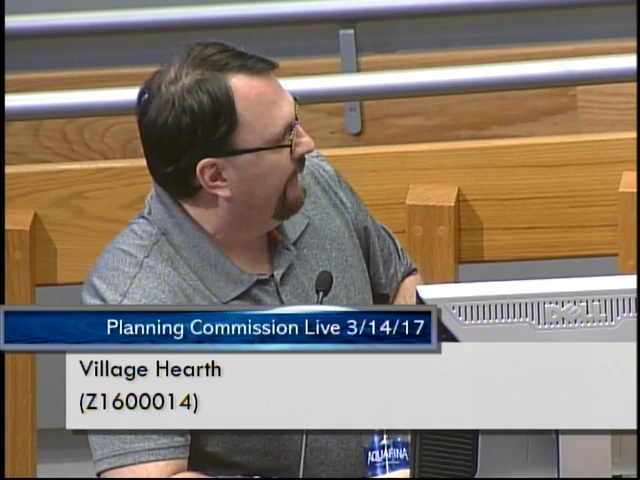 DELL
Planning Commission Live 3/14/17
Village Hearth
(Z1600014)
AQUAFINA